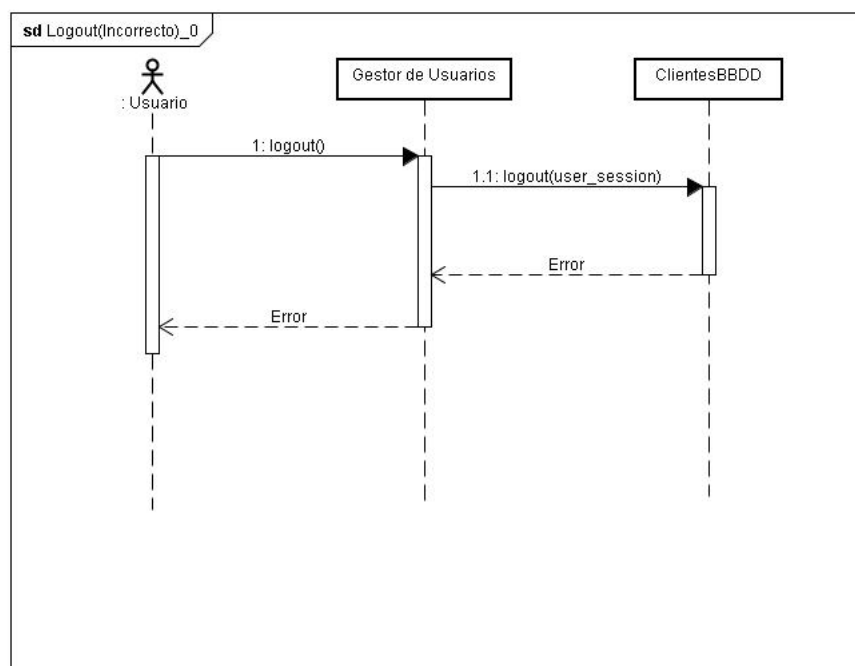 sd Logout(Incorrecto)_0
: Usuario
Gestor de Usuarios
ClientesBBDD
1: logout()
1.1: logout(user_session)
Error
Error